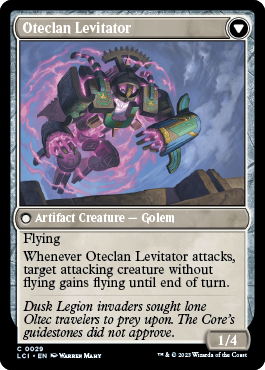 Oteclan Levitator
Artifact Creature — Golem
Flying
Whenever Oteclan Levitator attacks,
target attacking creature without
flying gains flying until end of turn.
Dusk Legion invaders sought lone
Oltec travelers to prey upon. The Core's
guidestones did not approve.
1/4
C 0029
LCI • EN WARREN MAHY
™ & © 2023 Wizards of the Coast